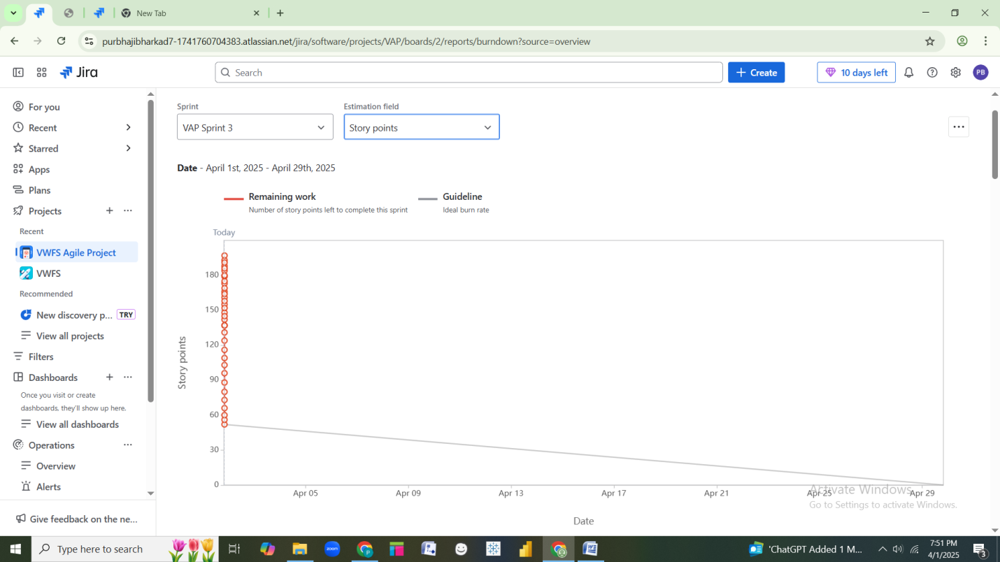 New Tab
purbhajibharkad7-1741760704383.atlassian.net/jira/software/projects/VAP/boards/2/reports/burndown?source=overview
Jira
Search
Create
10 days left
PB
For you
Recent
Starred
Apps
Plans
Projects
Recent
VWFS Agile Project
VWFS
Recommended
New discovery p... TRY
View all projects
Filters
Dashboards
Once you visit or create
dashboards, they'll show up here.
View all dashboards
Operations
Overview
Alerts
Give feedback on the ne...
Sprint
VAP Sprint 3
Estimation field
Story points
Date - April 1st, 2025 - April 29th, 2025
Remaining work
Number of story points left to complete this sprint
Guideline
Ideal burn rate
Today
180
150
120
90
60
30
0
Story points
Apr 05 Apr 09 Apr 13 Apr 17 Apr 21 Apr 25 Apr 29
Date
Activate Windows
Go to Settings to activate Windows.
Type here to search
zoom
'ChatGPT Added 1 M...
7:51 PM
4/1/2025
3